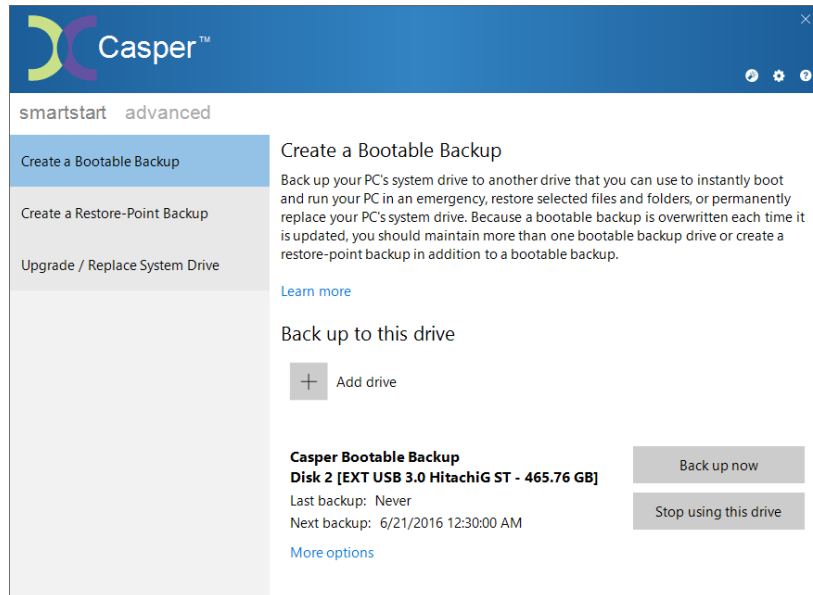 Casper™
smartstart advanced
Create a Bootable Backup
Create a Restore-Point Backup
Upgrade / Replace System Drive
Create a Bootable Backup
Back up your PC's system drive to another drive that you can use to instantly boot
and run your PC in an emergency, restore selected files and folders, or permanently
replace your PC's system drive. Because a bootable backup is overwritten each time it
is updated, you should maintain more than one bootable backup drive or create a
restore-point backup in addition to a bootable backup.
Learn more
Back up to this drive
Add drive
Casper Bootable Backup
Disk 2 [EXT USB 3.0 HitachiG ST - 465.76 GB]
Last backup: Never
Next backup: 6/21/2016 12:30:00 AM
More options
Back up now
Stop using this drive